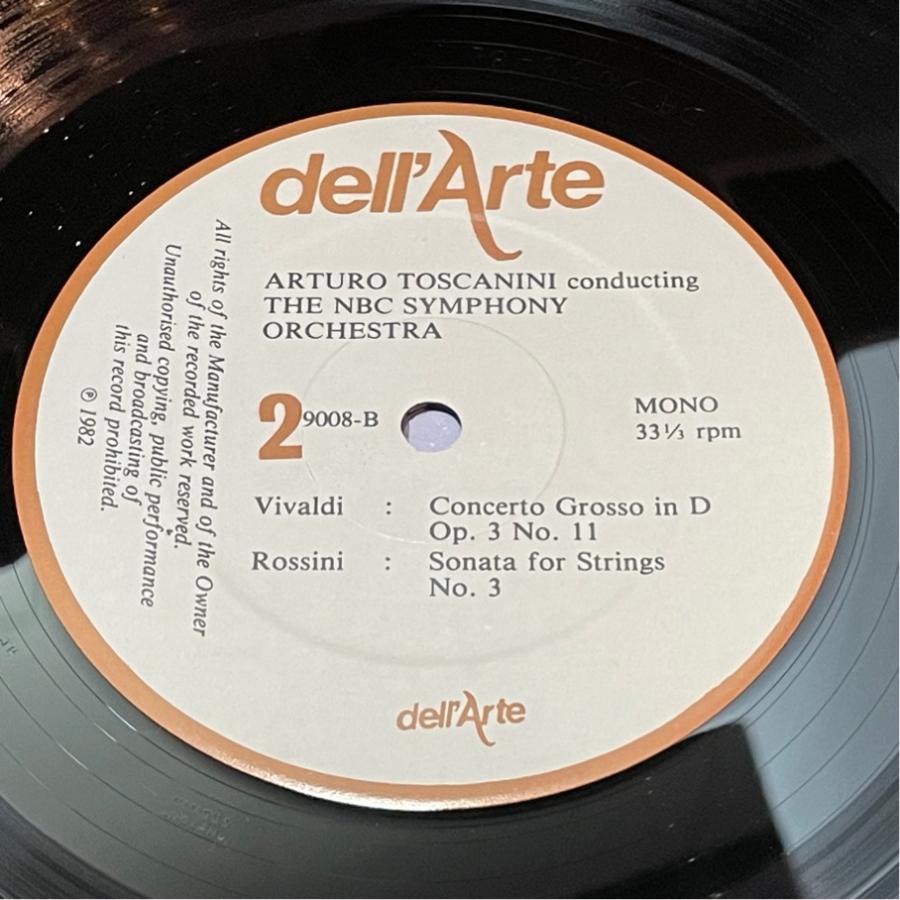 dell'Arte
ARTURO TOSCANINI conducting
THE NBC SYMPHONY
ORCHESTRA
2 9008-B
MONO
33⅓ rpm
Vivaldi : Concerto Grosso in D
Op. 3 No. 11
Rossini : Sonata for Strings
No. 3
dell'Arte
All rights of the Manufacturer and of the Owner
of the recorded work reserved.
Unauthorised copying, public performance
and broadcasting of
this record prohibited.
℗ 1982